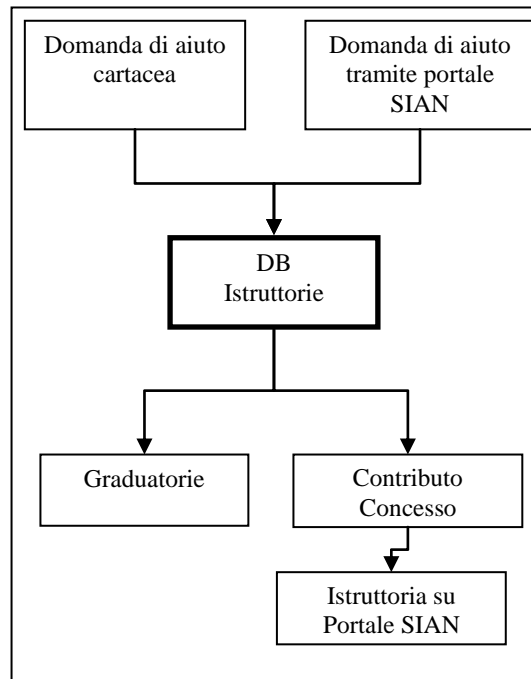 Domanda di aiuto
cartacea
Domanda di aiuto
tramite portale
SIAN
DB
Istruttorie
Graduatorie
Contributo
Concesso
Istruttoria su
Portale SIAN